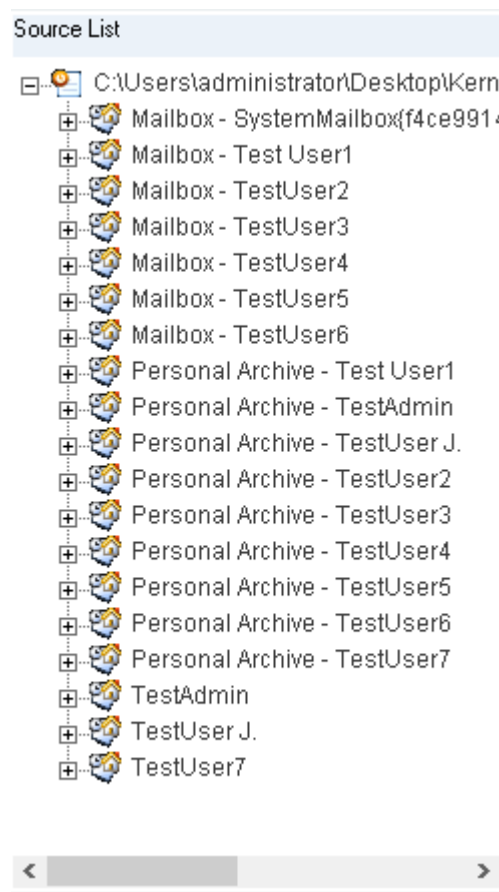 Source List
C:\Users\administrator\Desktop\Kern
Mailbox - SystemMailbox{f4ce9914
Mailbox - Test User1
Mailbox - TestUser2
Mailbox - TestUser3
Mailbox - TestUser4
Mailbox - TestUser5
Mailbox - TestUser6
Personal Archive - Test User1
Personal Archive - TestAdmin
Personal Archive - TestUser J.
Personal Archive - TestUser2
Personal Archive - TestUser3
Personal Archive - TestUser4
Personal Archive - TestUser5
Personal Archive - TestUser6
Personal Archive - TestUser7
TestAdmin
TestUser J.
TestUser7